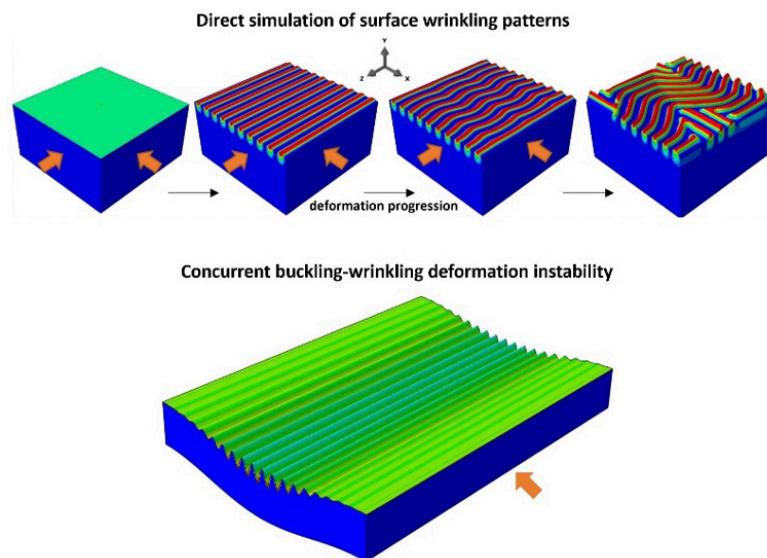 Direct simulation of surface wrinkling patterns
Y
Z X
deformation progression
Concurrent buckling-wrinkling deformation instability